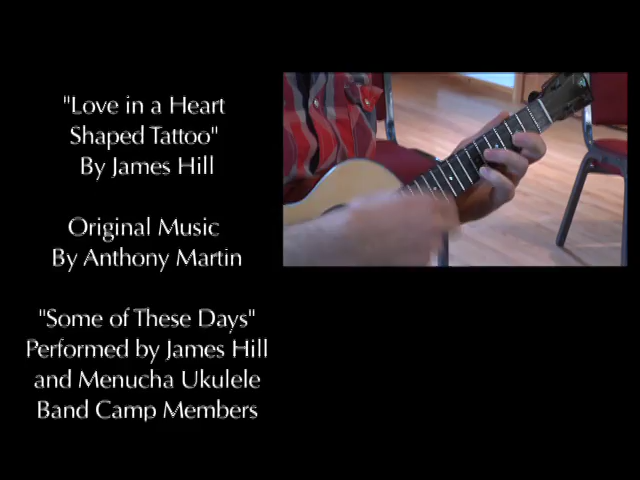 "Love in a Heart
Shaped Tattoo"
By James Hill
Original Music
By Anthony Martin
"Some of These Days"
Performed by James Hill
and Menucha Ukulele
Band Camp Members